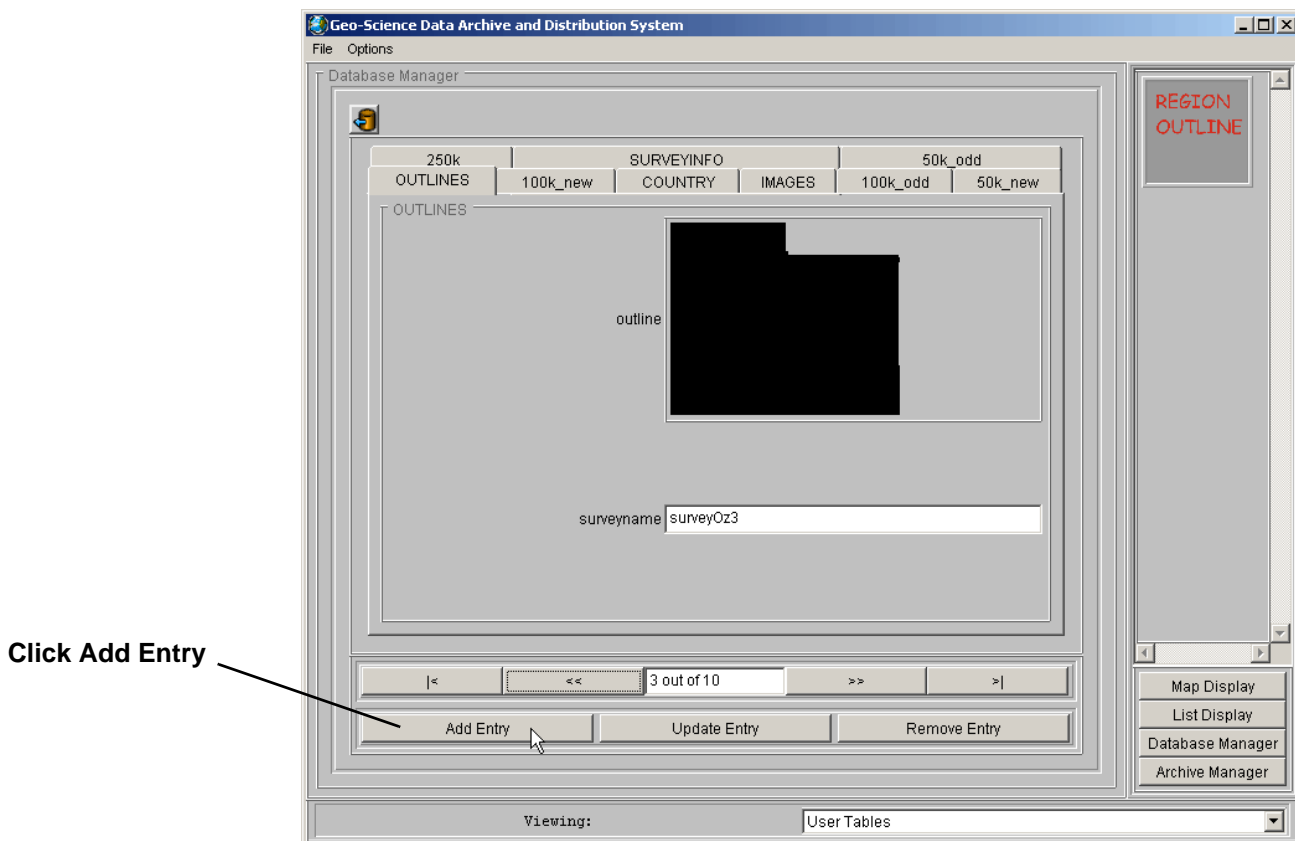 Geo-Science Data Archive and Distribution System
File Options
Database Manager
REGION
OUTLINE
250k SURVEYINFO 50k_odd
OUTLINES 100k_new COUNTRY IMAGES 100k_odd 50k_new
OUTLINES
outline
surveyname surveyOz3
Click Add Entry
|< << 3 out of 10 >> >|
Add Entry Update Entry Remove Entry
Map Display
List Display
Database Manager
Archive Manager
Viewing: User Tables